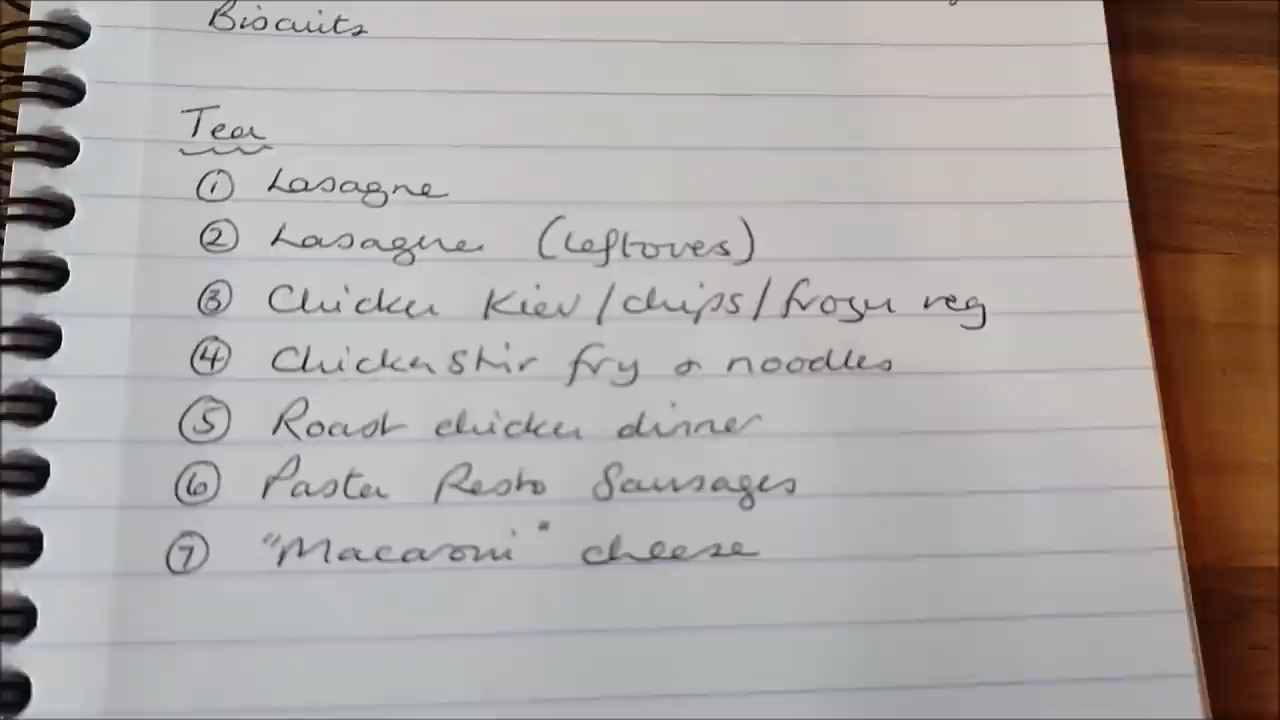 Biscuits
Tea
① Lasagne
② Lasagne (leftoves)
③ Chicken Kiev/chips/frozen veg
④ Chicken Stir fry & noodles
⑤ Roast chicken dinner
⑥ Pasta Pesto Sausages
⑦ "Macaroni" cheese